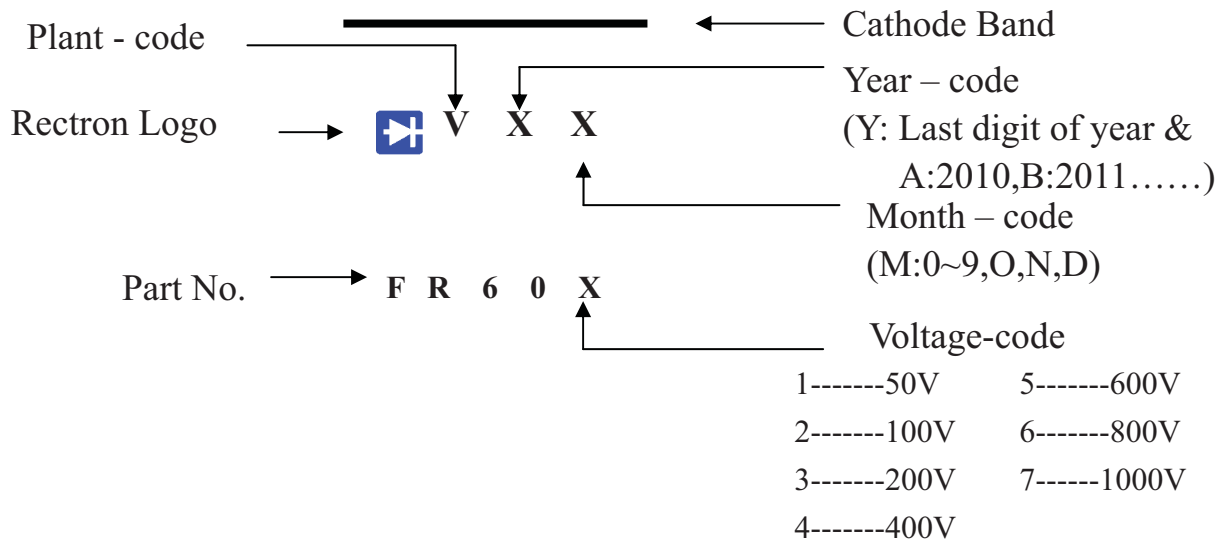 Plant - code
Cathode Band
Year – code
(Y: Last digit of year &
A:2010,B:2011……)
Rectron Logo
V X X
Month – code
(M:0~9,O,N,D)
Part No.
F R 6 0 X
Voltage-code
1-------50V 5-------600V
2-------100V 6-------800V
3-------200V 7------1000V
4-------400V